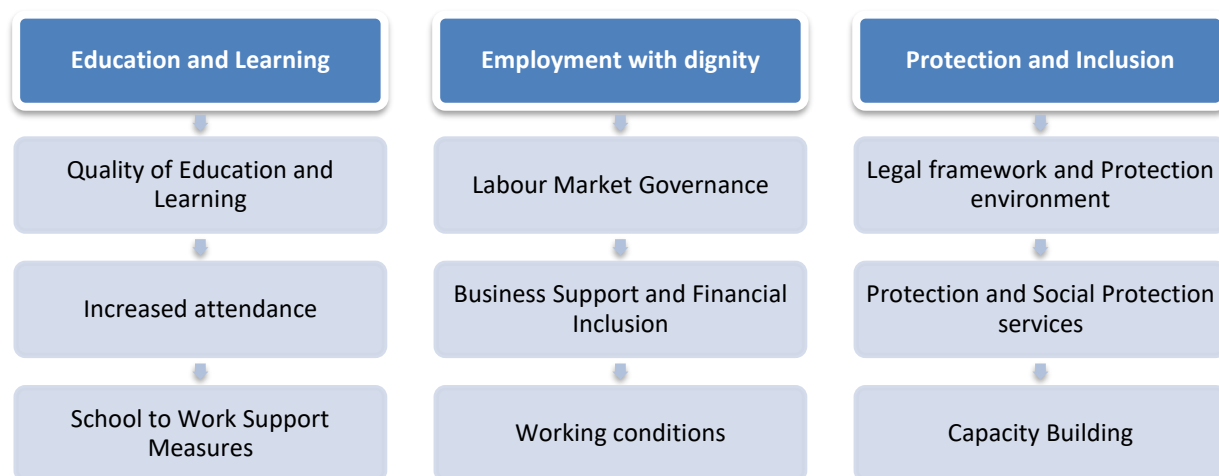 Education and Learning
Quality of Education and
Learning
Increased attendance
School to Work Support
Measures
Employment with dignity
Labour Market Governance
Business Support and Financial
Inclusion
Working conditions
Protection and Inclusion
Legal framework and Protection
environment
Protection and Social Protection
services
Capacity Building